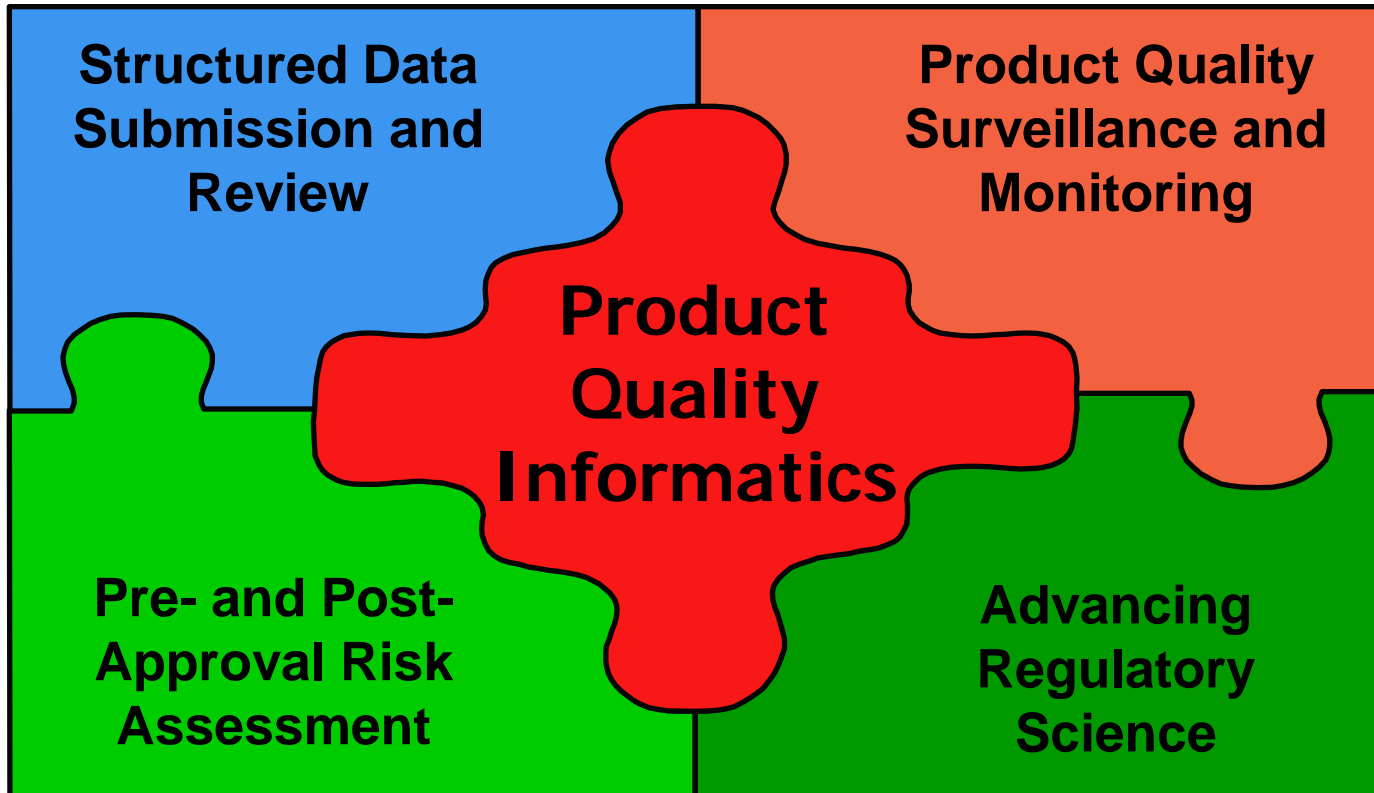 Structured Data
Submission and
Review
Product Quality
Surveillance and
Monitoring
Product
Quality
Informatics
Pre- and Post-
Approval Risk
Assessment
Advancing
Regulatory
Science